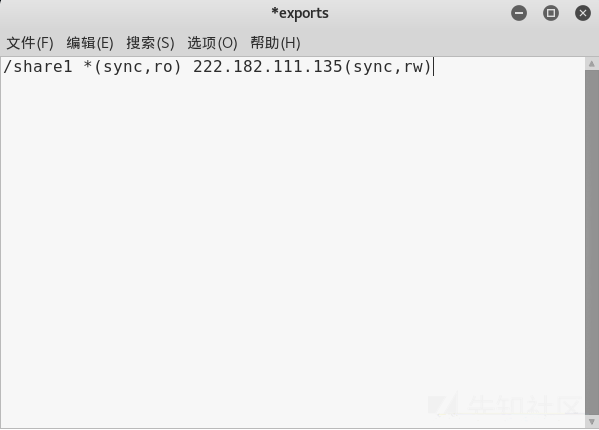 *exports
文件(F) 编辑(E) 搜索(S) 选项(O) 帮助(H)
/share1 *(sync,ro) 222.182.111.135(sync,rw)
先知社区